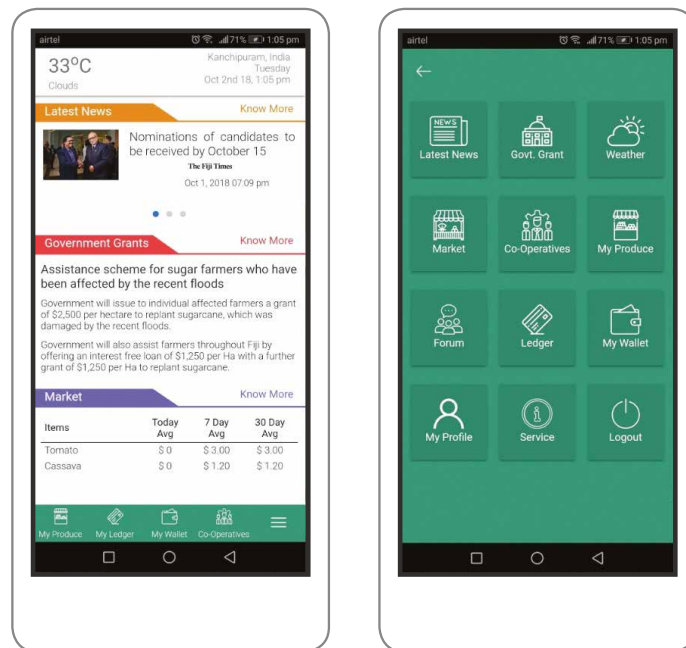 airtel 71% 1:05 pm
33°C
Clouds
Kanchipuram, India
Tuesday
Oct 2nd 18, 1:05 pm
Latest News Know More
Nominations of candidates to
be received by October 15
The Fiji Times
Oct 1, 2018 07:09 pm
Government Grants Know More
Assistance scheme for sugar farmers who have
been affected by the recent floods
Government will issue to individual affected farmers a grant
of $2,500 per hectare to replant sugarcane, which was
damaged by the recent floods.
Government will also assist farmers throughout Fiji by
offering an interest free loan of $1,250 per Ha with a further
grant of $1,250 per Ha to replant sugarcane.
Market Know More
Items Today Avg 7 Day Avg 30 Day Avg
Tomato $ 0 $ 3.00 $ 3.00
Cassava $ 0 $ 1.20 $ 1.20
My Produce My Ledger My Wallet Co-Operatives
airtel 71% 1:05 pm
NEWS
Latest News Govt. Grant Weather
Market Co-Operatives My Produce
Forum Ledger My Wallet
My Profile Service Logout